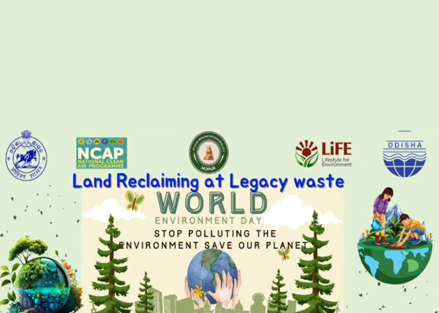 NCAP
NATIONAL CLEAN
AIR PROGRAMME
LiFE
Lifestyle for
Environment
ODISHA
Land Reclaiming at Legacy waste
WORLD
ENVIRONMENT DAY
STOP POLLUTING THE
ENVIRONMENT SAVE OUR PLANET